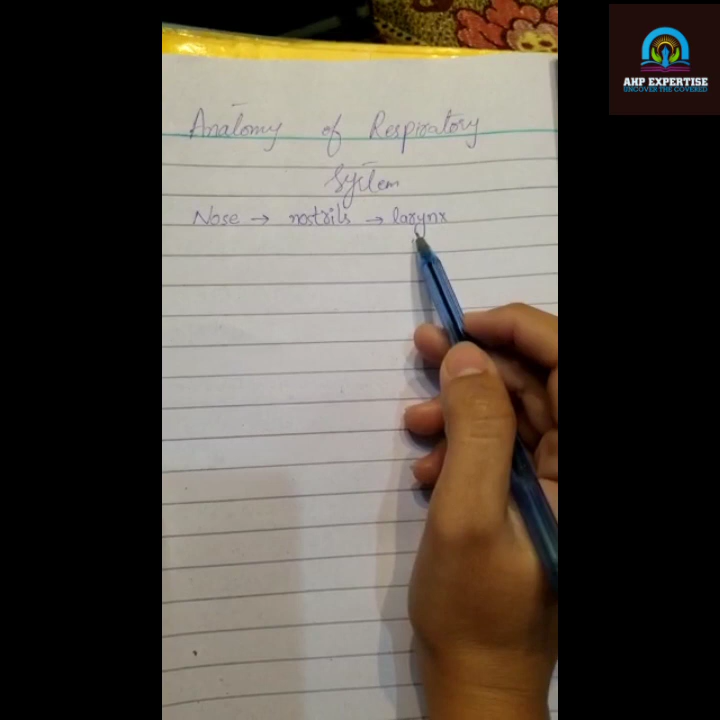 AHP EXPERTISE
UNCOVER THE COVERED
Anatomy of Respiratory
System
Nose → nostrils → larynx